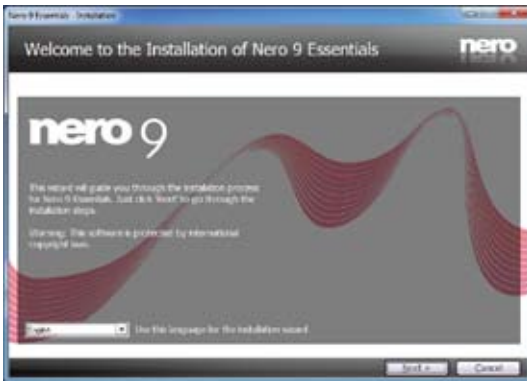 Nero 9 Essentials - Installation
Welcome to the Installation of Nero 9 Essentials
nero
nero 9
This wizard will guide you through the installation process
for Nero 9 Essentials. Just click 'Next' to go through the
installation steps.
Warning: This software is protected by international
copyright laws.
English
Use this language for the installation wizard
Next >
Cancel